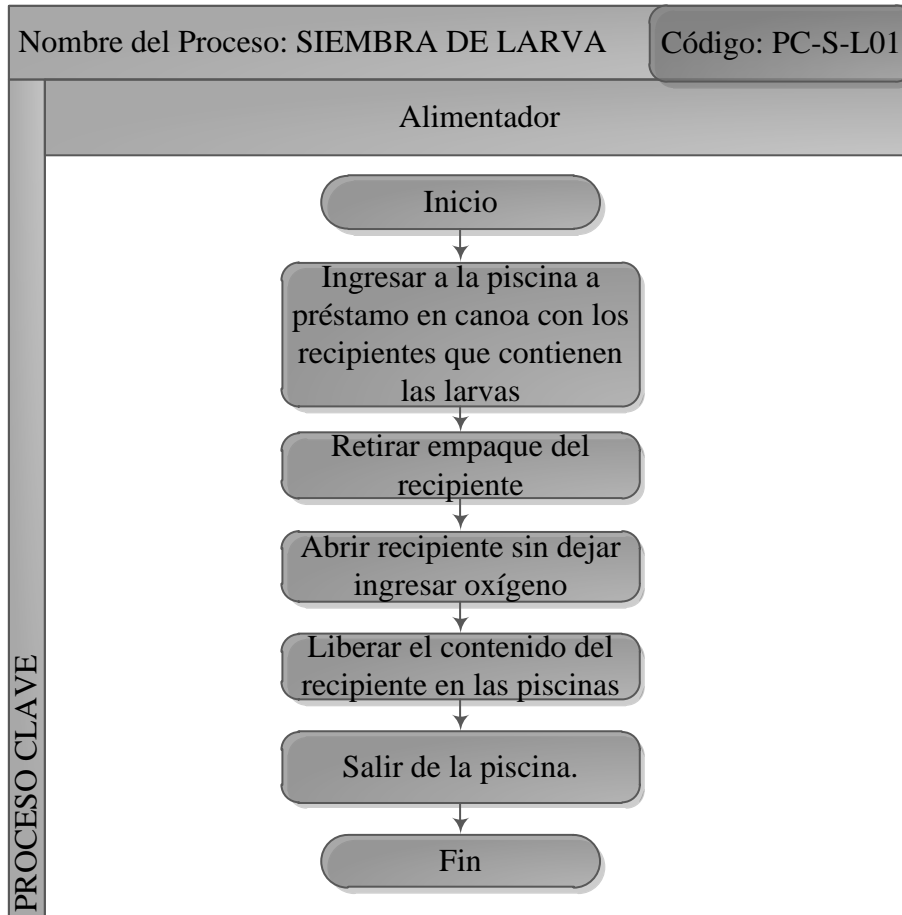 Nombre del Proceso: SIEMBRA DE LARVA
Código: PC-S-L01
Alimentador
Inicio
Ingresar a la piscina a
préstamo en canoa con los
recipientes que contienen
las larvas
Retirar empaque del
recipiente
Abrir recipiente sin dejar
ingresar oxígeno
Liberar el contenido del
recipiente en las piscinas
Salir de la piscina.
Fin
PROCESO CLAVE